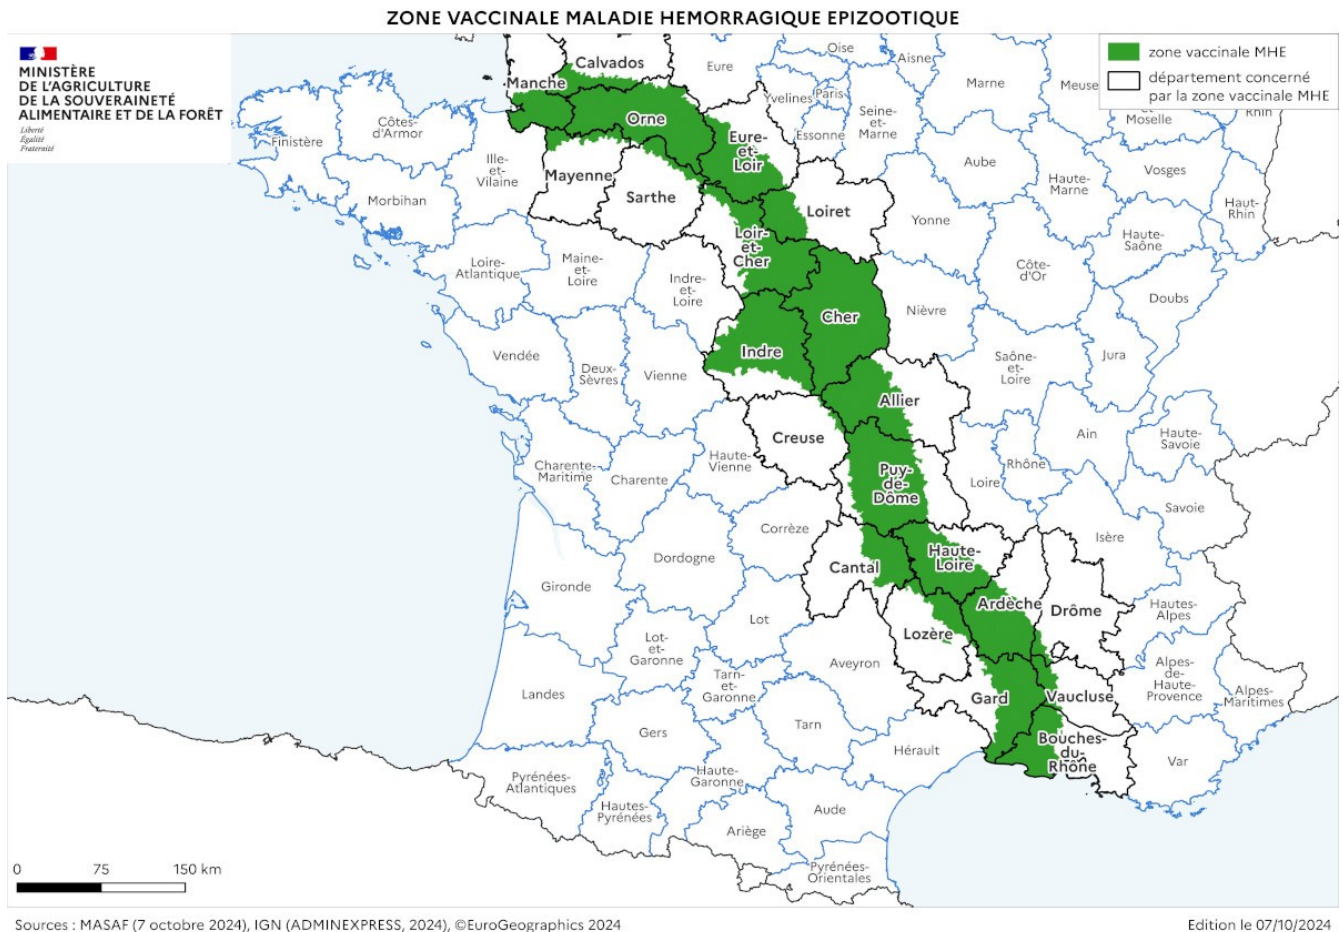 ZONE VACCINALE MALADIE HEMORRAGIQUE EPIZOOTIQUE
MINISTÈRE
DE L'AGRICULTURE
DE LA SOUVERAINETÉ
ALIMENTAIRE ET DE LA FORÊT
Liberté
Égalité
Fraternité
zone vaccinale MHE
département concerné
par la zone vaccinale MHE
Manche
Calvados
Eure
Oise
Aisne
Marne
Meuse
Moselle
Rhin
Yvelines
Paris
Essonne
Seine-
et-
Marne
Finistère
Côtes-
d'Armor
Ille-
et-
Vilaine
Morbihan
Orne
Eure-
et-
Loir
Mayenne
Sarthe
Loiret
Aube
Haute-
Marne
Vosges
Haut-
Rhin
Yonne
Haute-
Saône
Loire-
Atlantique
Maine-
et-
Loire
Indre-
et-
Loire
Loir-
et-
Cher
Cher
Nièvre
Côte-
d'Or
Doubs
Vendée
Deux-
Sèvres
Vienne
Indre
Allier
Saône-
et-
Loire
Jura
Creuse
Haute-
Vienne
Charente-
Maritime
Charente
Puy-
de-
Dôme
Loire
Rhône
Ain
Haute-
Savoie
Savoie
Isère
Corrèze
Dordogne
Gironde
Cantal
Haute-
Loire
Ardèche
Drôme
Hautes-
Alpes
Lot
Lot-
et-
Garonne
Lozère
Aveyron
Landes
Tarn-
et-
Garonne
Gard
Vaucluse
Alpes-
de-
Haute-
Provence
Alpes-
Maritimes
Gers
Tarn
Hérault
Bouches-
du-
Rhône
Var
Pyrénées-
Atlantiques
Hautes-
Pyrénées
Haute-
Garonne
Ariège
Aude
Pyrénées-
Orientales
0 75 150 km
Sources : MASAF (7 octobre 2024), IGN (ADMINEXPRESS, 2024), ©EuroGeographics 2024
Edition le 07/10/2024